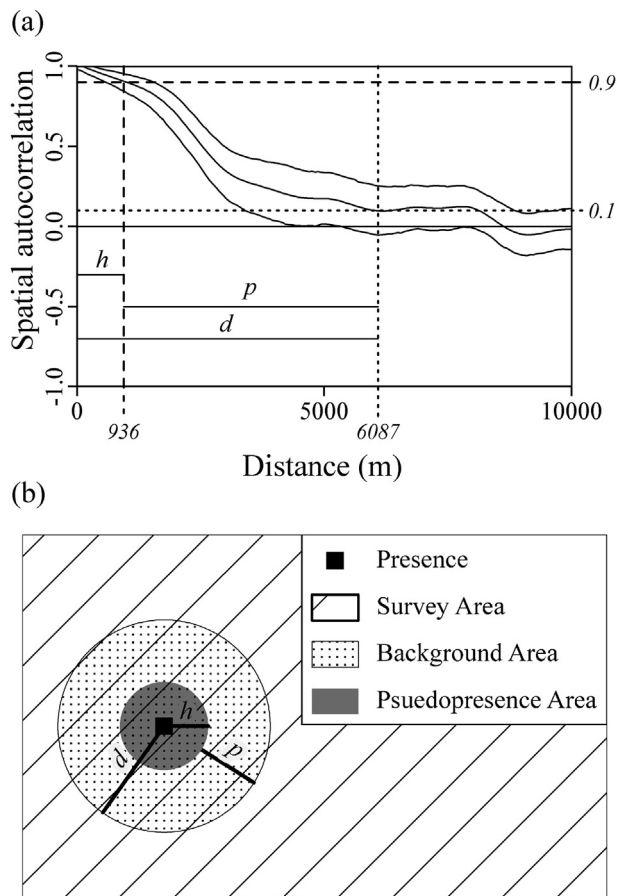 (a)
Spatial autocorrelation
1.0
0.5
0.0
-0.5
-1.0
0.9
0.1
h
p
d
0
5000
10000
936
6087
Distance (m)
(b)
Presence
Survey Area
Background Area
Psuedopresence Area
h
d
p